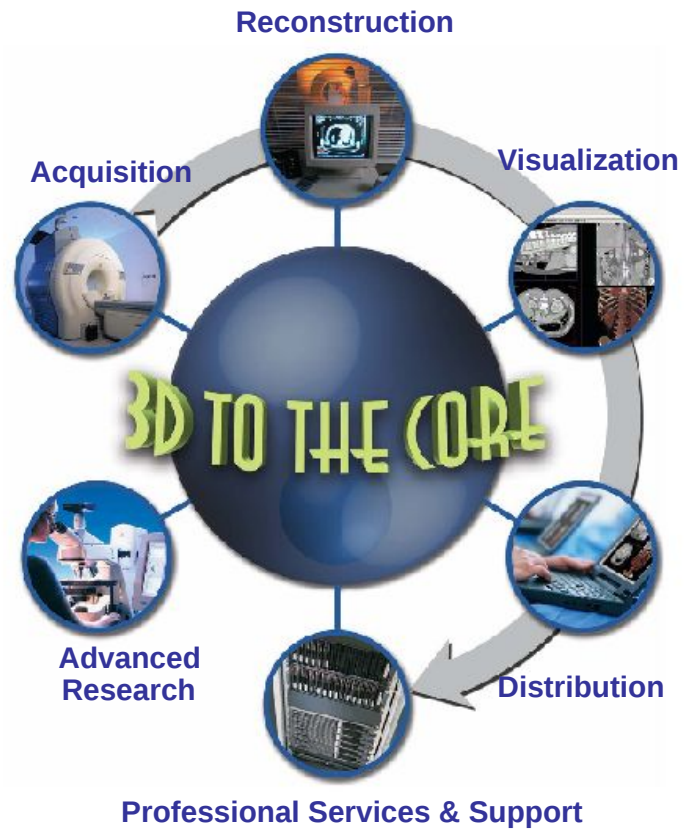 Reconstruction
Acquisition
Visualization
3D TO THE CORE
Advanced
Research
Distribution
Professional Services & Support